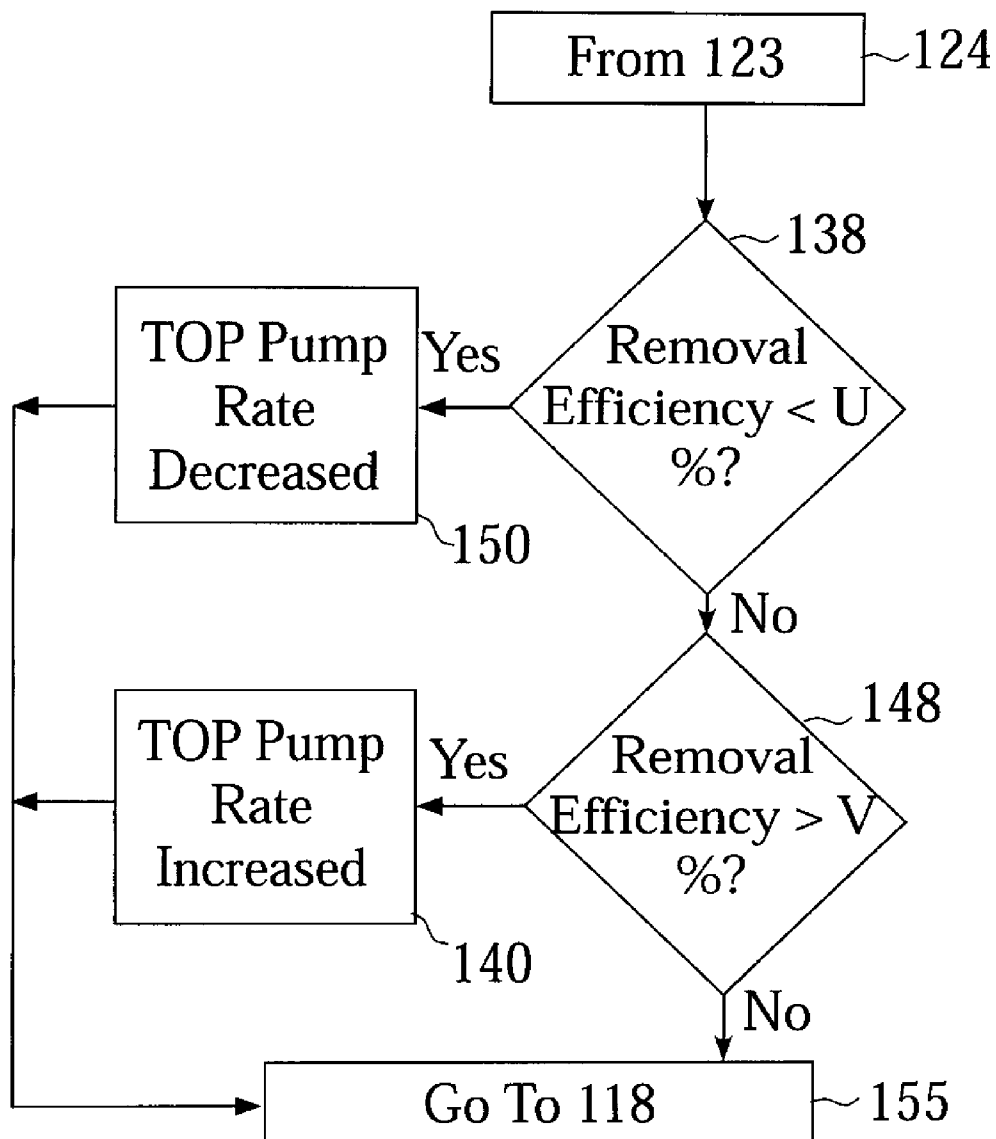 From 123
124
138
Removal
Efficiency < U
%?
Yes
TOP Pump
Rate
Decreased
150
No
148
Removal
Efficiency > V
%?
Yes
TOP Pump
Rate
Increased
140
No
Go To 118
155